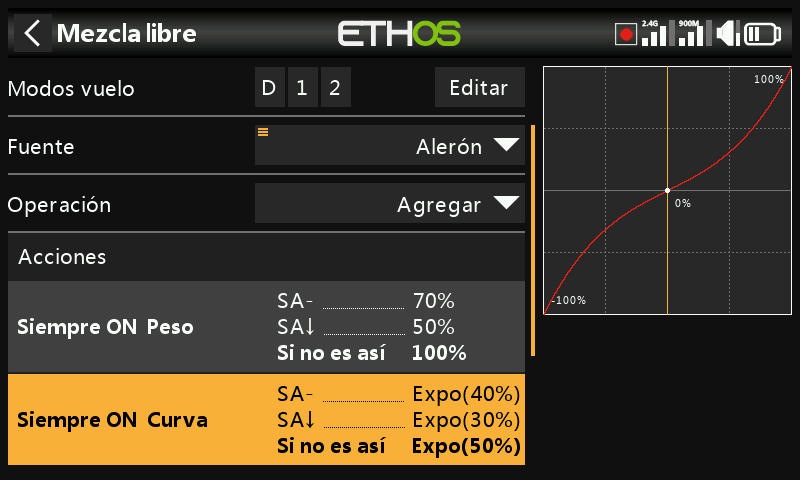 Mezcla libre
ETHOS
2.4G
900M
Modos vuelo D 1 2 Editar
Fuente Alerón
Operación Agregar
Acciones
Siempre ON Peso
SA- 70%
SA↓ 50%
Si no es así 100%
Siempre ON Curva
SA- Expo(40%)
SA↓ Expo(30%)
Si no es así Expo(50%)
100%
0%
-100%